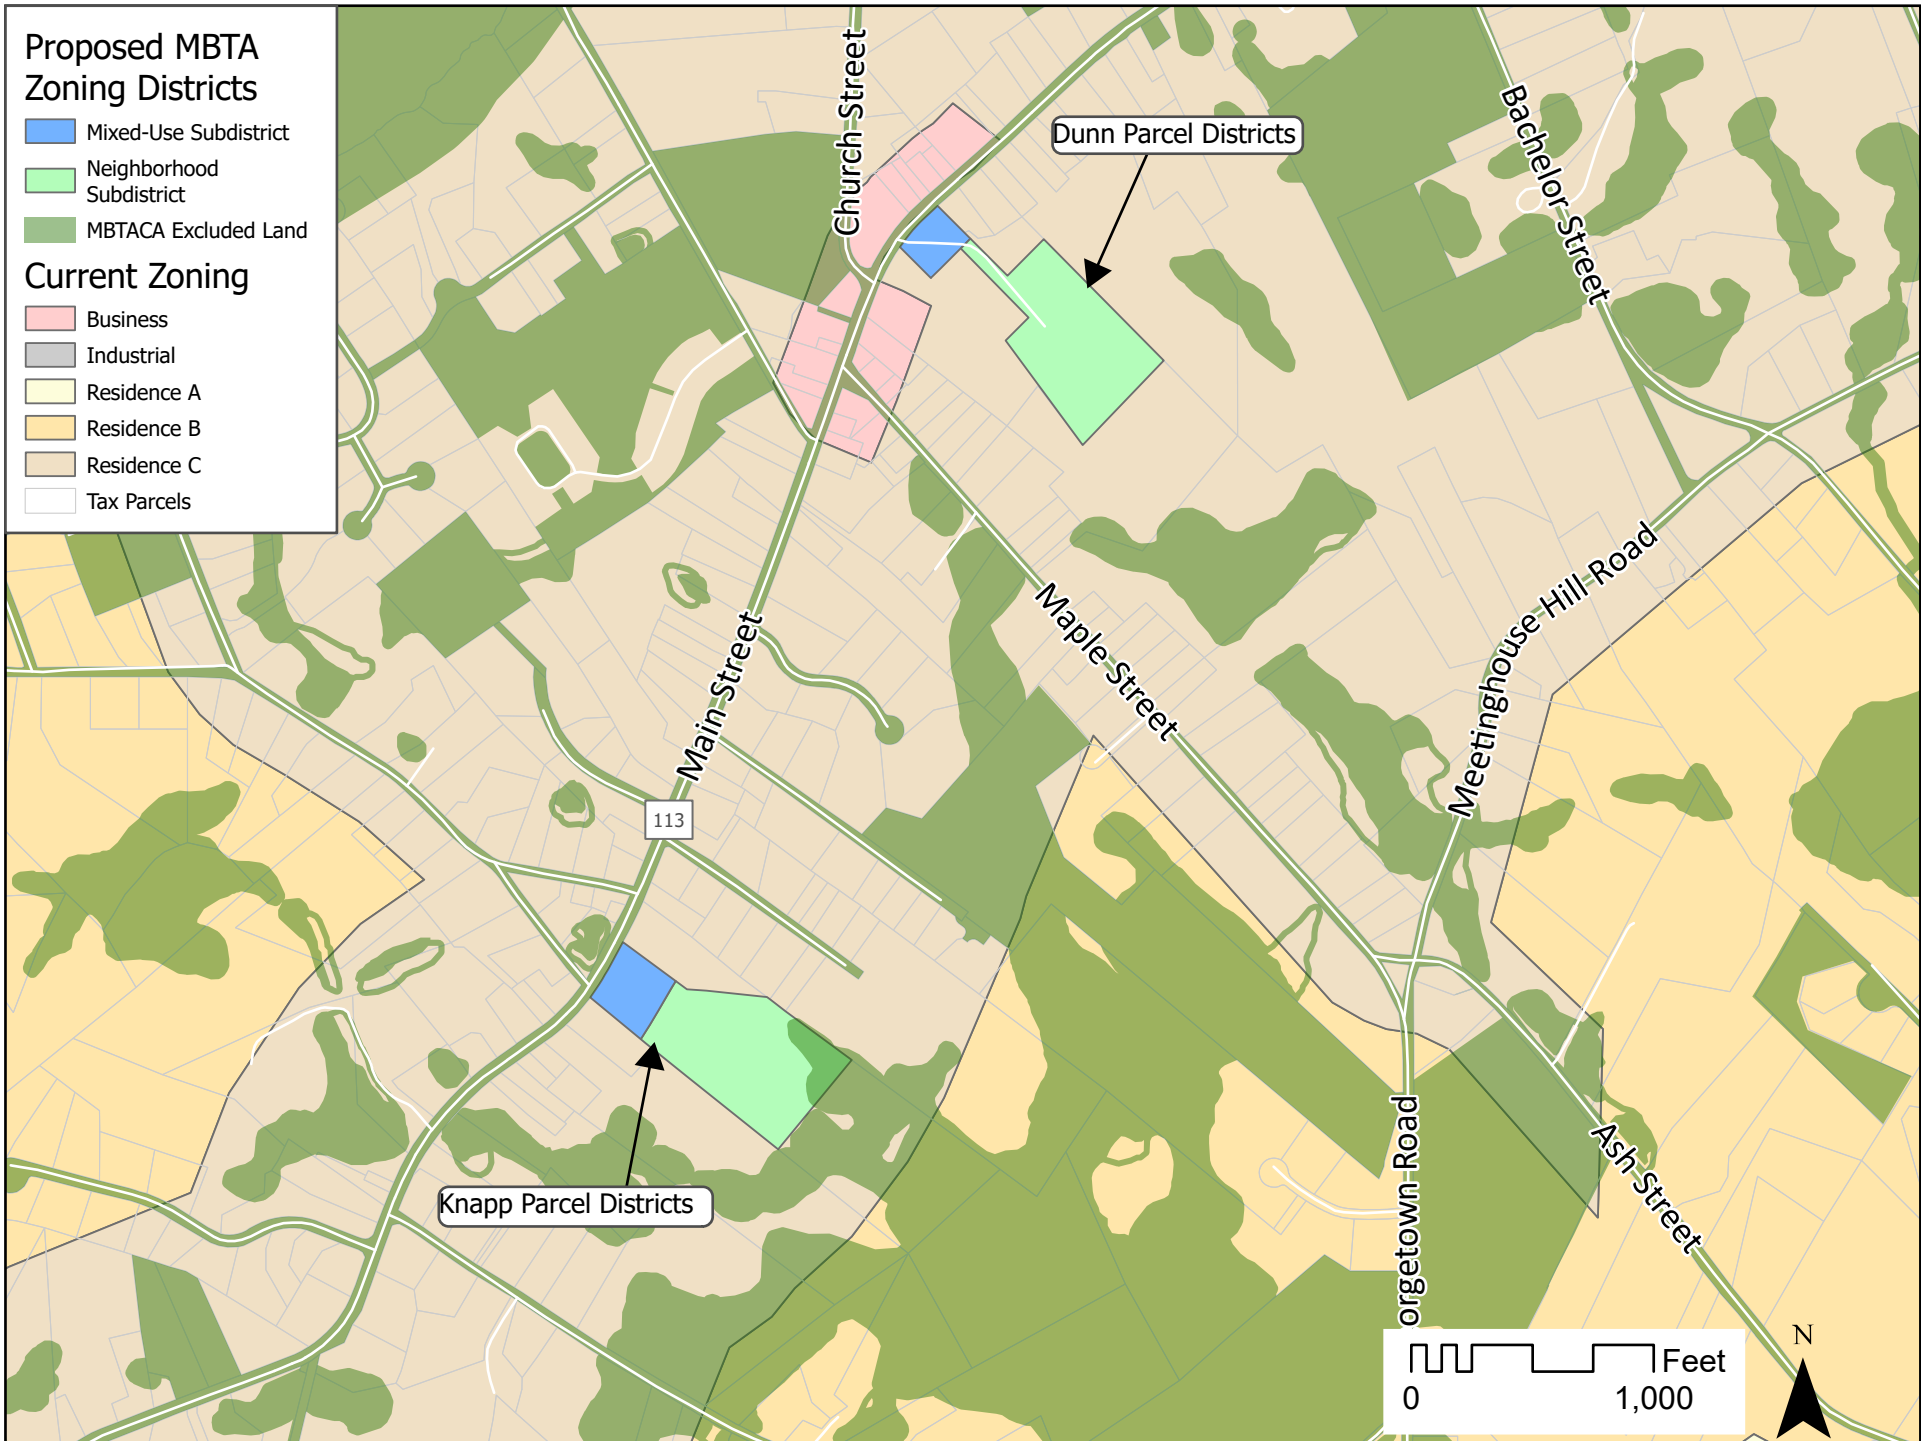 Proposed MBTA
Zoning Districts
Mixed-Use Subdistrict
Neighborhood
Subdistrict
MBTACA Excluded Land
Current Zoning
Business
Industrial
Residence A
Residence B
Residence C
Tax Parcels
Church Street
Dunn Parcel Districts
Bachelor Street
Meetinghouse Hill Road
Maple Street
Main Street
113
Knapp Parcel Districts
orgetown Road
Ash Street
N
Feet
0 1,000